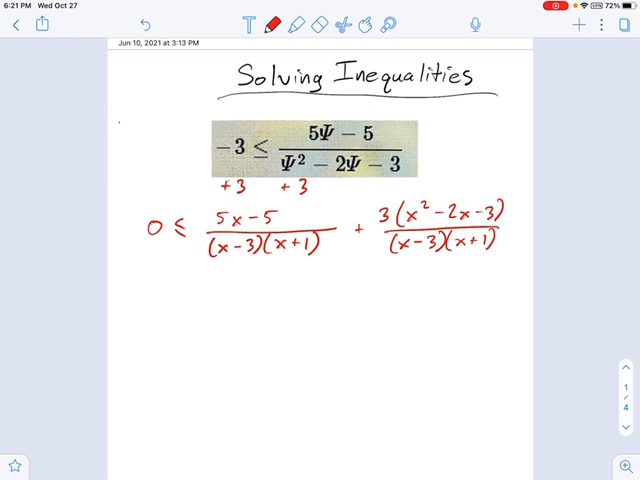 6:21 PM Wed Oct 27
72%
Jun 10, 2021 at 3:13 PM
Solving Inequalities
−3 ≤ (5Ψ − 5) / (Ψ² − 2Ψ − 3)
+3 +3
0 ≤ (5x − 5) / ((x−3)(x+1)) + 3(x² − 2x − 3) / ((x−3)(x+1))
1
/
4